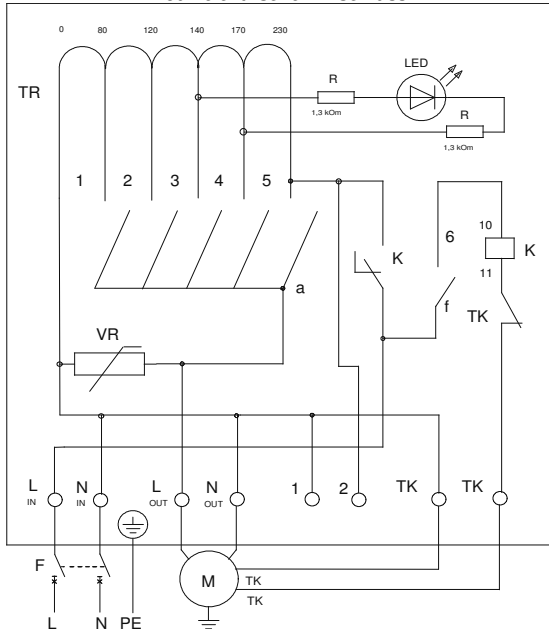 0 80 120 140 170 230
TR
LED
R
1,3 kOm
R
1,3 kOm
1 2 3 4 5
6
10
K
11
K
a
f
TK
VR
L N L N 1 2 TK TK
IN IN OUT OUT
F
M
TK
TK
L N PE